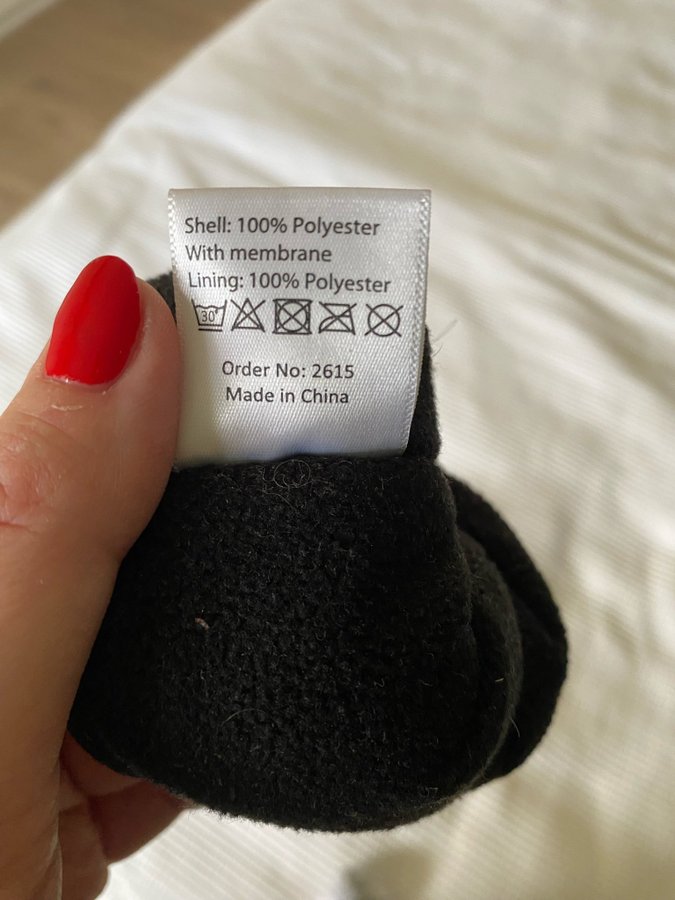 Shell: 100% Polyester
With membrane
Lining: 100% Polyester
30°
Order No: 2615
Made in China